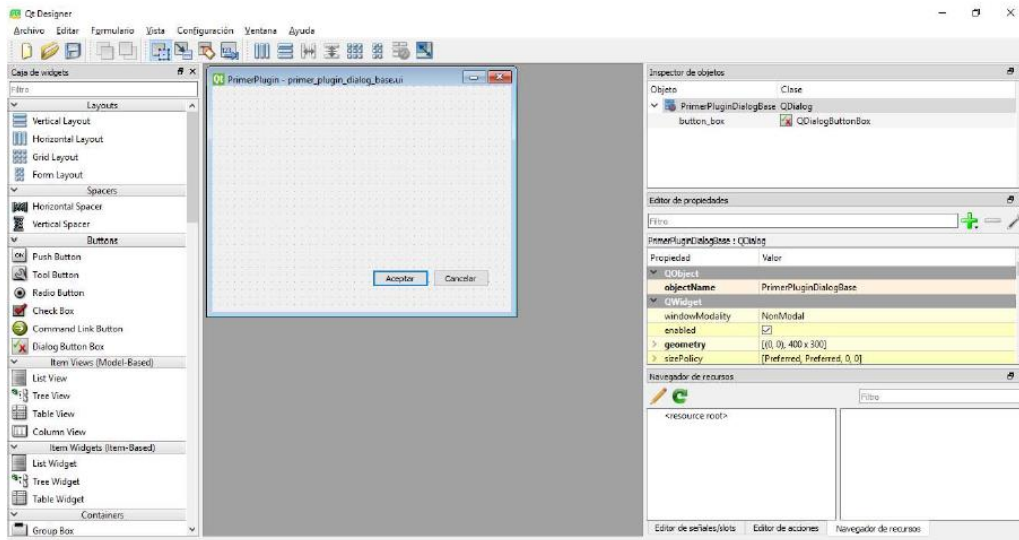 Qt Designer
Archivo Editar Formulario Vista Configuración Ventana Ayuda
Caja de widgets
Filtro
Layouts
Vertical Layout
Horizontal Layout
Grid Layout
Form Layout
Spacers
Horizontal Spacer
Vertical Spacer
Buttons
Push Button
Tool Button
Radio Button
Check Box
Command Link Button
Dialog Button Box
Item Views (Model-Based)
List View
Tree View
Table View
Column View
Item Widgets (Item-Based)
List Widget
Tree Widget
Table Widget
Containers
Group Box
PrimerPlugin - primer_plugin_dialog_base.ui
Aceptar Cancelar
Inspector de objetos
Objeto Clase
PrimerPluginDialogBase QDialog
button_box QDialogButtonBox
Editor de propiedades
Filtro
PrimerPluginDialogBase : QDialog
Propiedad Valor
QObject
objectName PrimerPluginDialogBase
QWidget
windowModality NonModal
enabled
geometry [(0, 0), 400 x 300]
sizePolicy [Preferred, Preferred, 0, 0]
Navegador de recursos
Filtro
<resource root>
Editor de señales/slots Editor de acciones Navegador de recursos